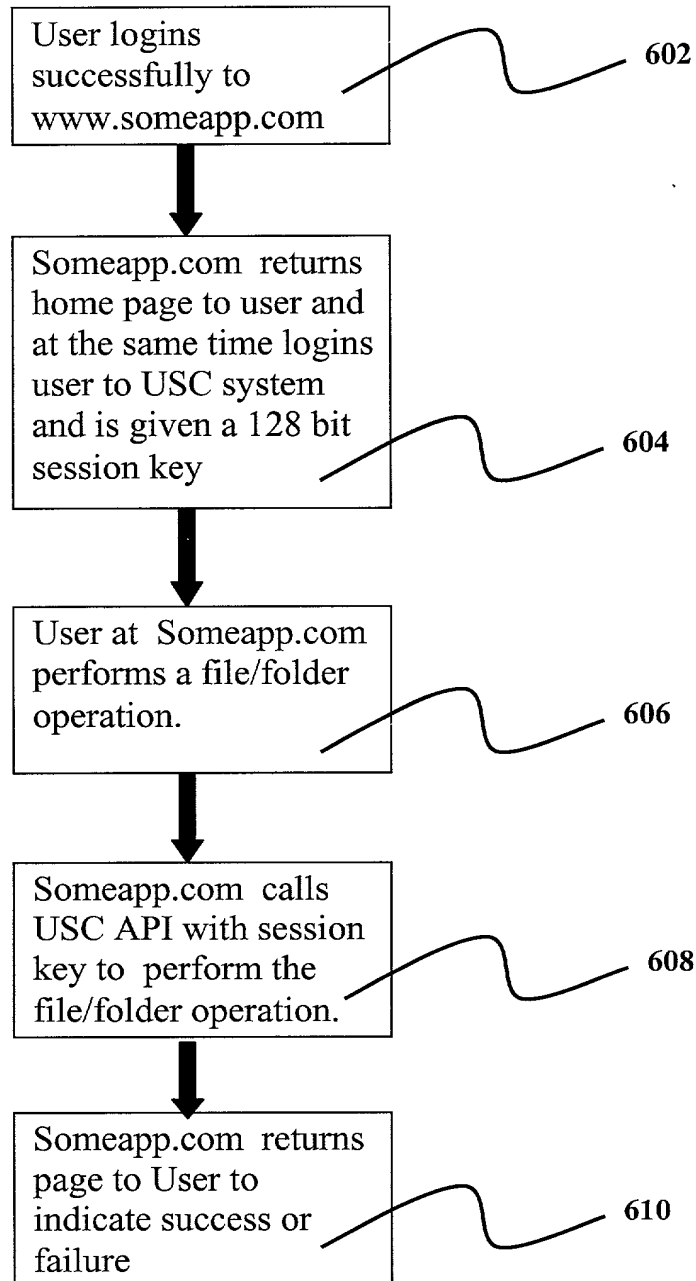 User logins
successfully to
www.someapp.com
602
Someapp.com returns
home page to user and
at the same time logins
user to USC system
and is given a 128 bit
session key
604
User at Someapp.com
performs a file/folder
operation.
606
Someapp.com calls
USC API with session
key to perform the
file/folder operation.
608
Someapp.com returns
page to User to
indicate success or
failure
610